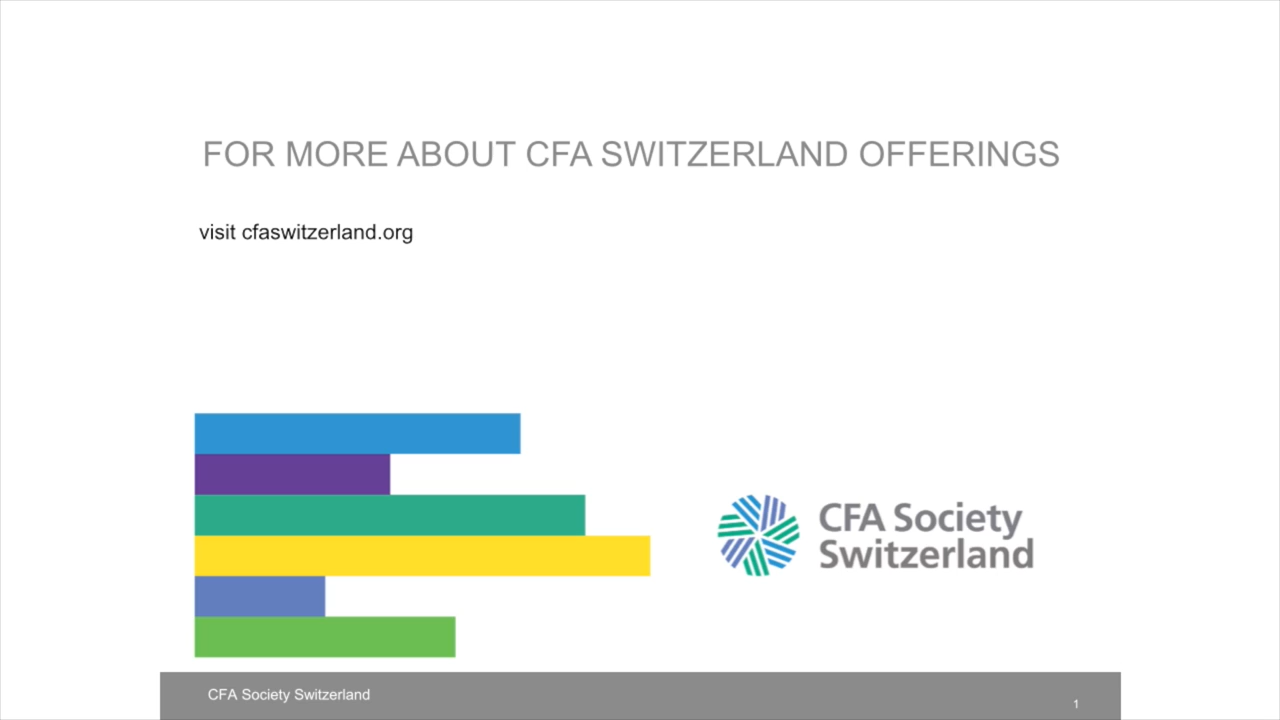 FOR MORE ABOUT CFA SWITZERLAND OFFERINGS
visit cfaswitzerland.org
CFA Society
Switzerland
CFA Society Switzerland
1